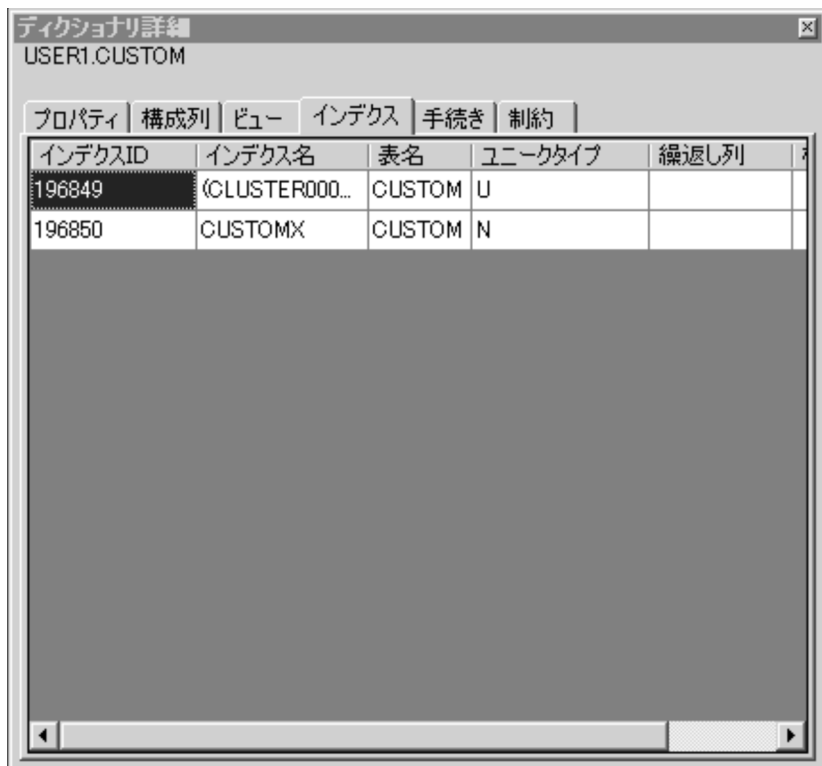 ディクショナリ詳細
USER1.CUSTOM
プロパティ 構成列 ビュー インデクス 手続き 制約
インデクスID インデクス名 表名 ユニークタイプ 繰返し列
196849 (CLUSTER000... CUSTOM U
196850 CUSTOMX CUSTOM N